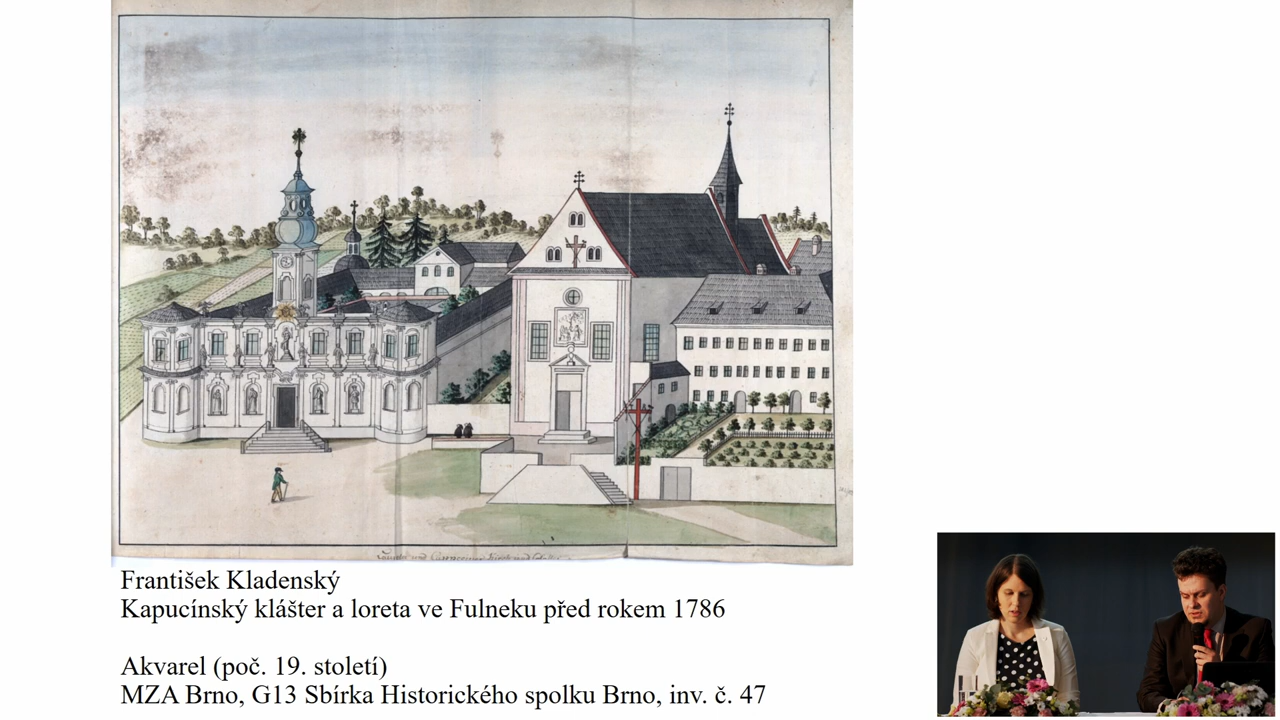 František Kladenský
Kapucínský klášter a loreta ve Fulneku před rokem 1786
Akvarel (poč. 19. století)
MZA Brno, G13 Sbírka Historického spolku Brno, inv. č. 47